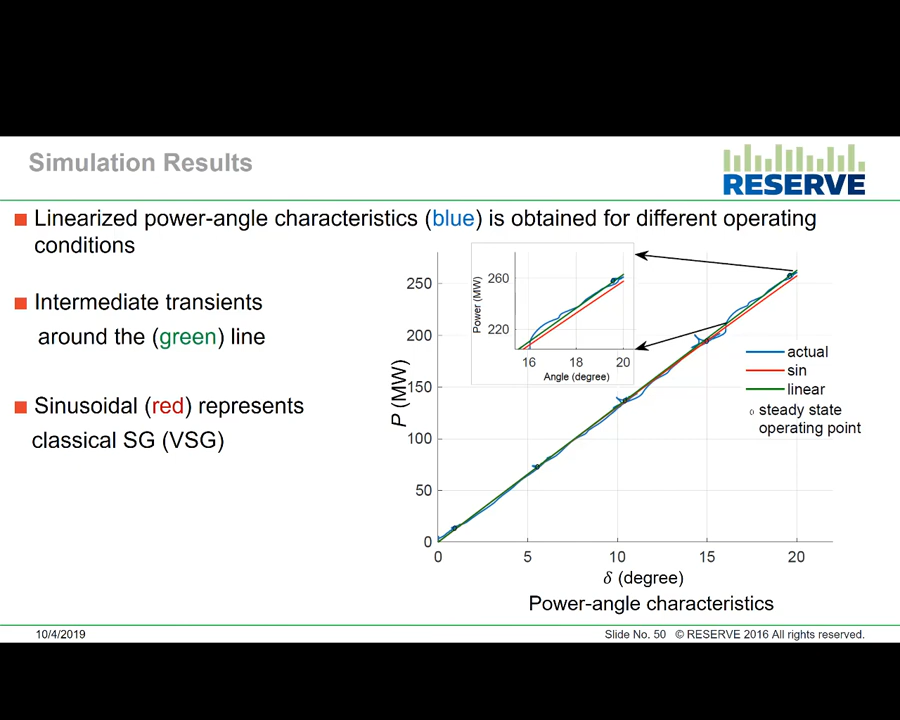 Simulation Results
RESERVE
Linearized power-angle characteristics (blue) is obtained for different operating
conditions
Intermediate transients
around the (green) line
Sinusoidal (red) represents
classical SG (VSG)
260
220
Power (MW)
16 18 20
Angle (degree)
250
200
150
100
50
0
P (MW)
actual
sin
linear
steady state
operating point
0 5 10 15 20
δ (degree)
Power-angle characteristics
10/4/2019
Slide No. 50 © RESERVE 2016 All rights reserved.